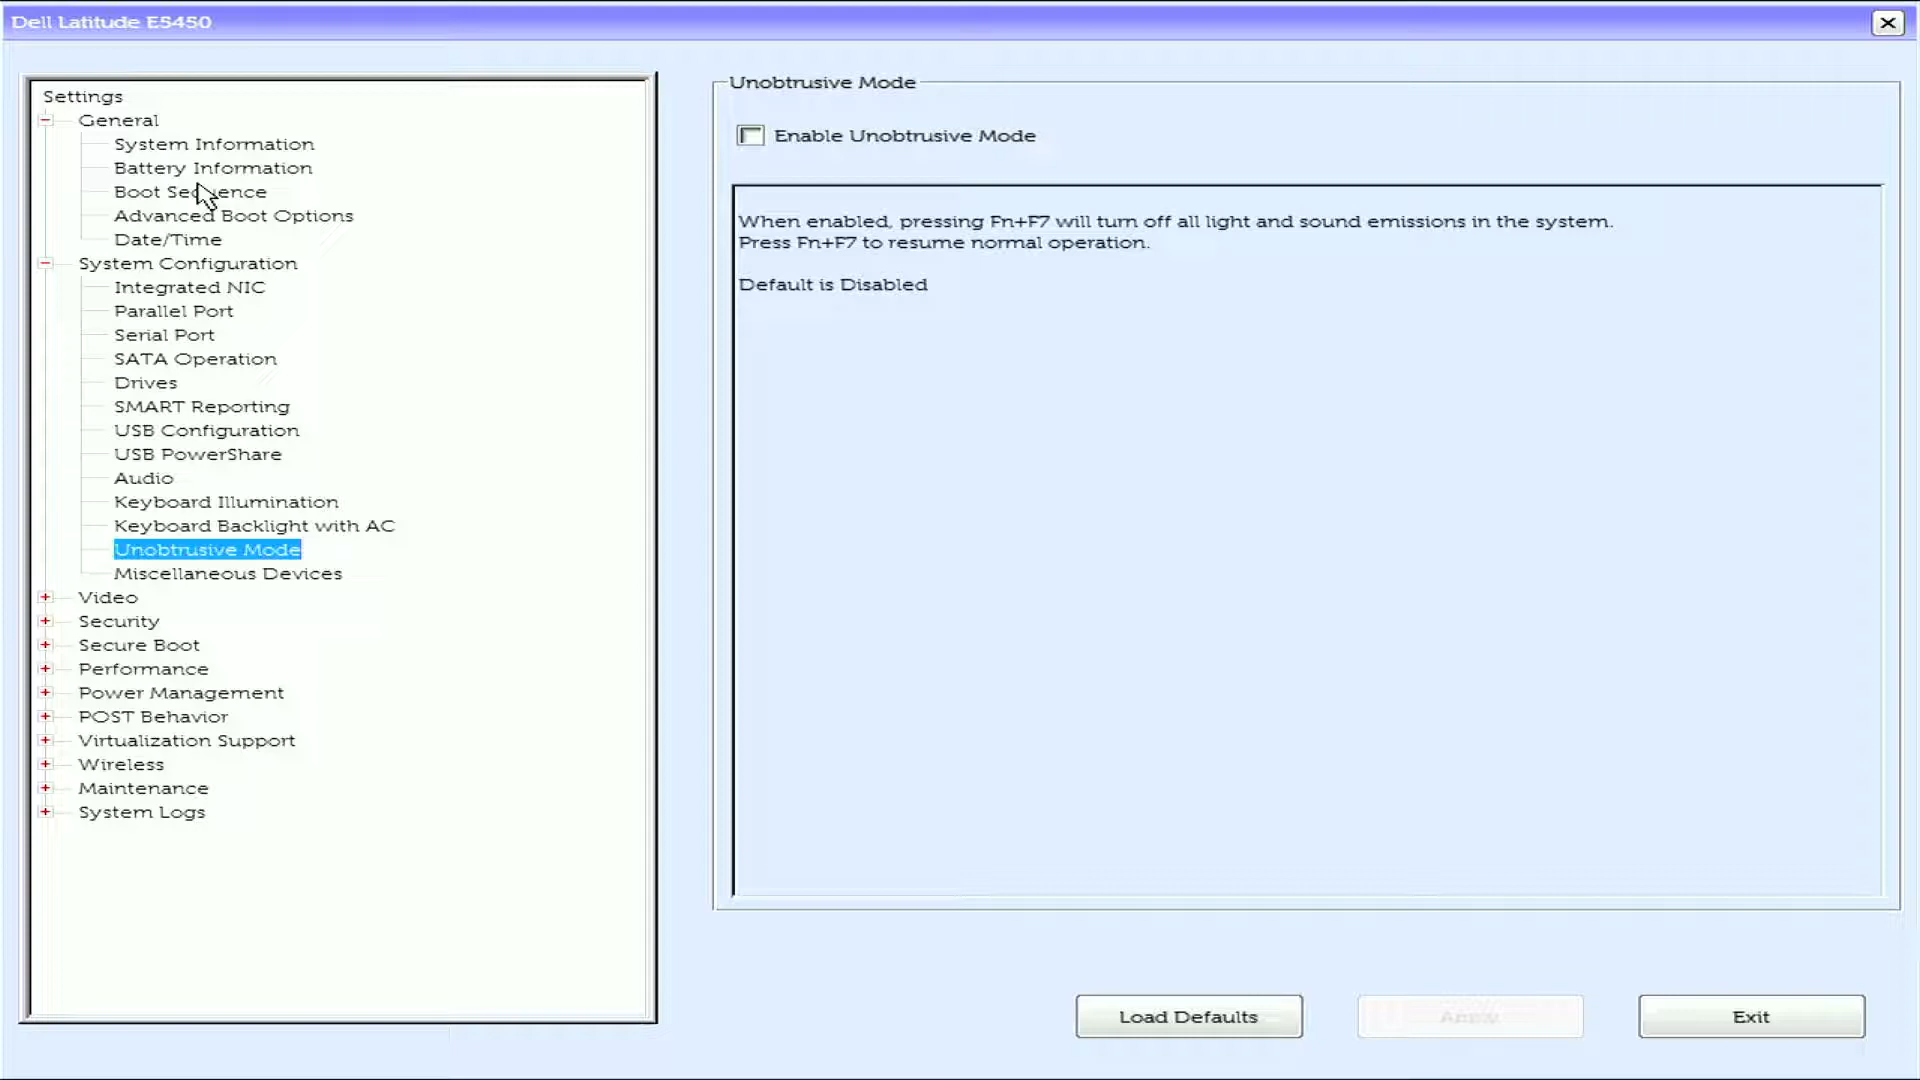 Dell Latitude E5450
Settings
General
System Information
Battery Information
Boot Sequence
Advanced Boot Options
Date/Time
System Configuration
Integrated NIC
Parallel Port
Serial Port
SATA Operation
Drives
SMART Reporting
USB Configuration
USB PowerShare
Audio
Keyboard Illumination
Keyboard Backlight with AC
Unobtrusive Mode
Miscellaneous Devices
Video
Security
Secure Boot
Performance
Power Management
POST Behavior
Virtualization Support
Wireless
Maintenance
System Logs
Unobtrusive Mode
Enable Unobtrusive Mode
When enabled, pressing Fn+F7 will turn off all light and sound emissions in the system.
Press Fn+F7 to resume normal operation.
Default is Disabled
Load Defaults
Exit